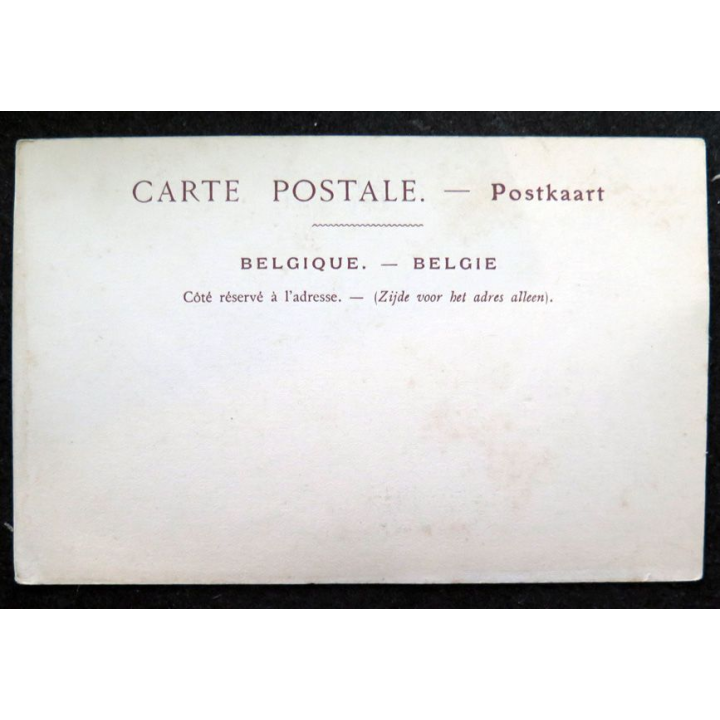 CARTE POSTALE. — Postkaart
BELGIQUE. — BELGIE
Côté réservé à l'adresse. — (Zijde voor het adres alleen).